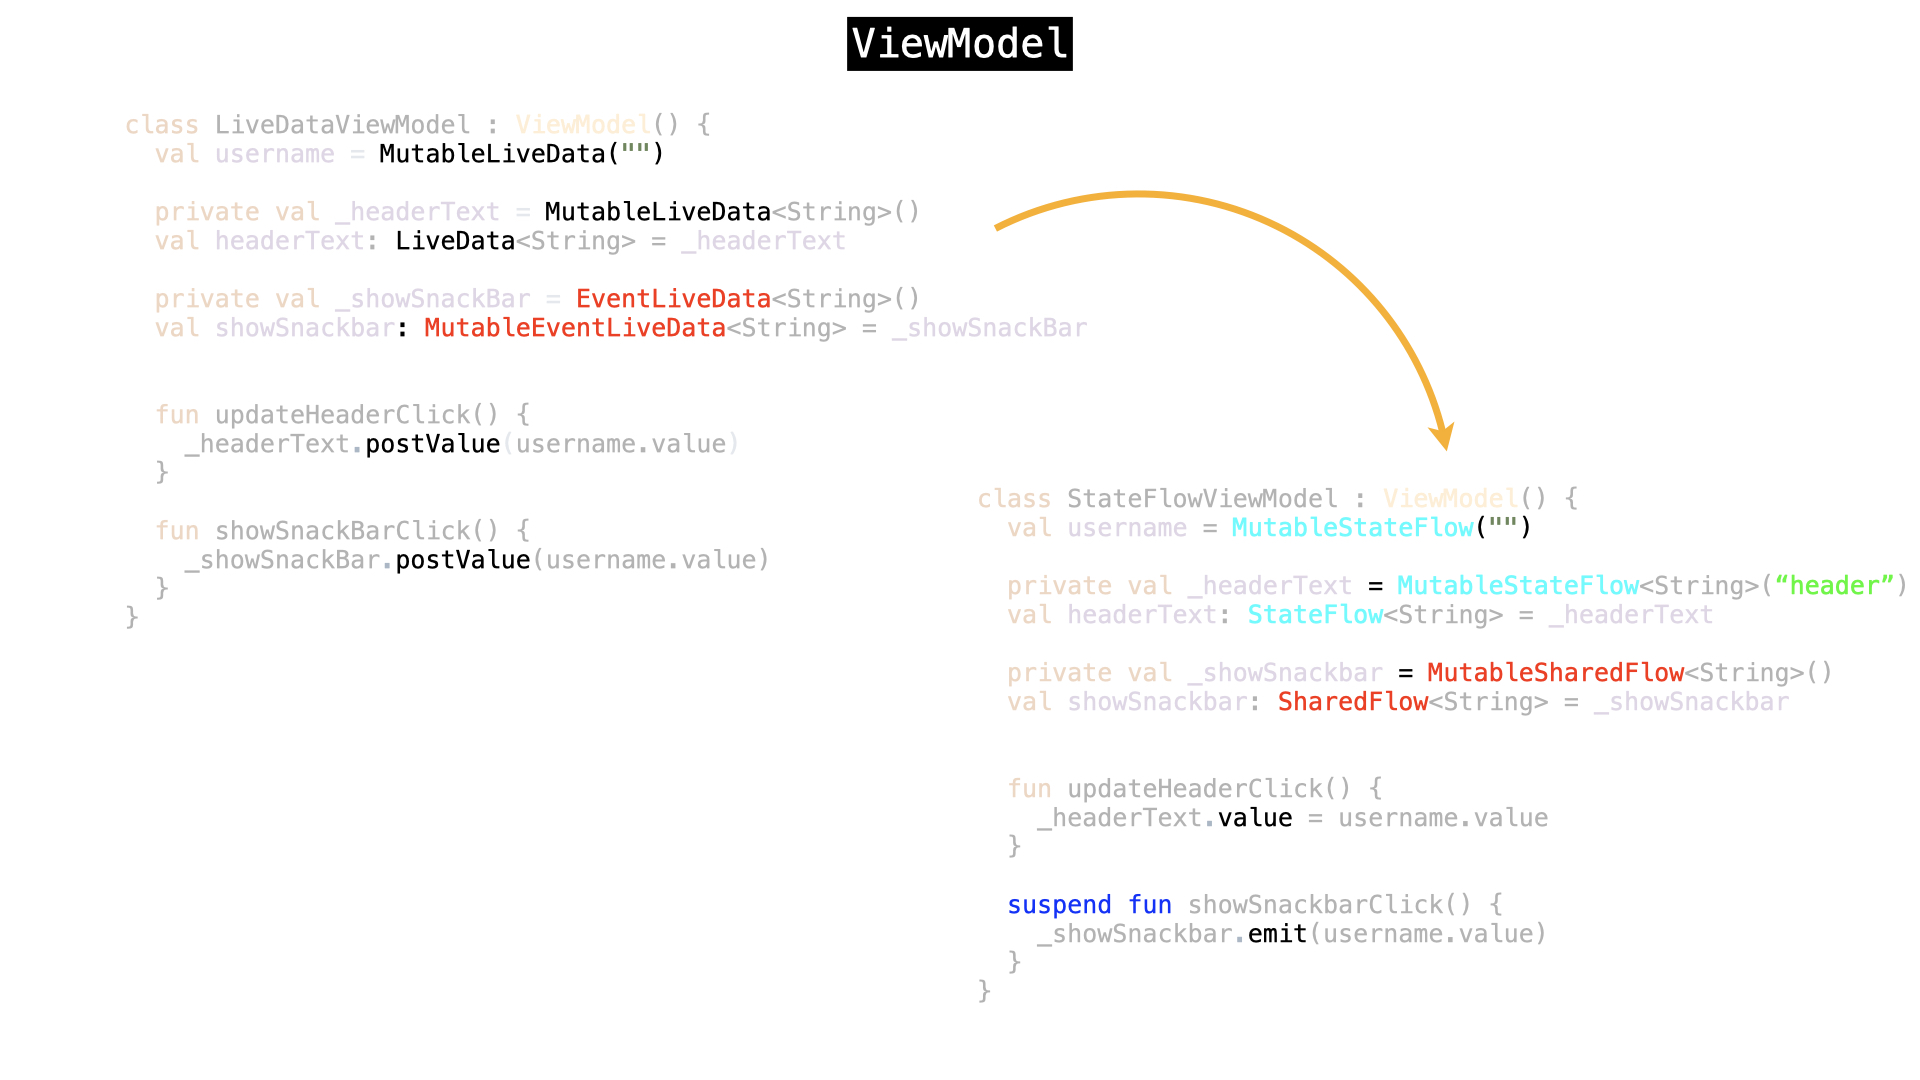 ViewModel
class LiveDataViewModel : ViewModel() {
val username = MutableLiveData("")
private val _headerText = MutableLiveData<String>()
val headerText: LiveData<String> = _headerText
private val _showSnackBar = EventLiveData<String>()
val showSnackbar: MutableEventLiveData<String> = _showSnackBar
fun updateHeaderClick() {
_headerText.postValue(username.value)
}
fun showSnackBarClick() {
_showSnackBar.postValue(username.value)
}
}
class StateFlowViewModel : ViewModel() {
val username = MutableStateFlow("")
private val _headerText = MutableStateFlow<String>(“header”)
val headerText: StateFlow<String> = _headerText
private val _showSnackbar = MutableSharedFlow<String>()
val showSnackbar: SharedFlow<String> = _showSnackbar
fun updateHeaderClick() {
_headerText.value = username.value
}
suspend fun showSnackbarClick() {
_showSnackbar.emit(username.value)
}
}